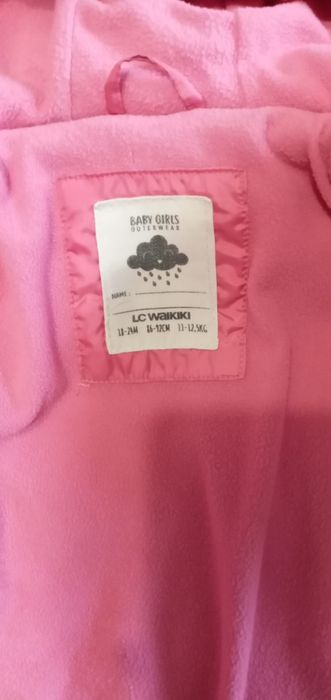 BABY GIRLS
OUTERWEAR
NAME:
LC WAIKIKI
18-24M 86-92CM 11-12,5KG